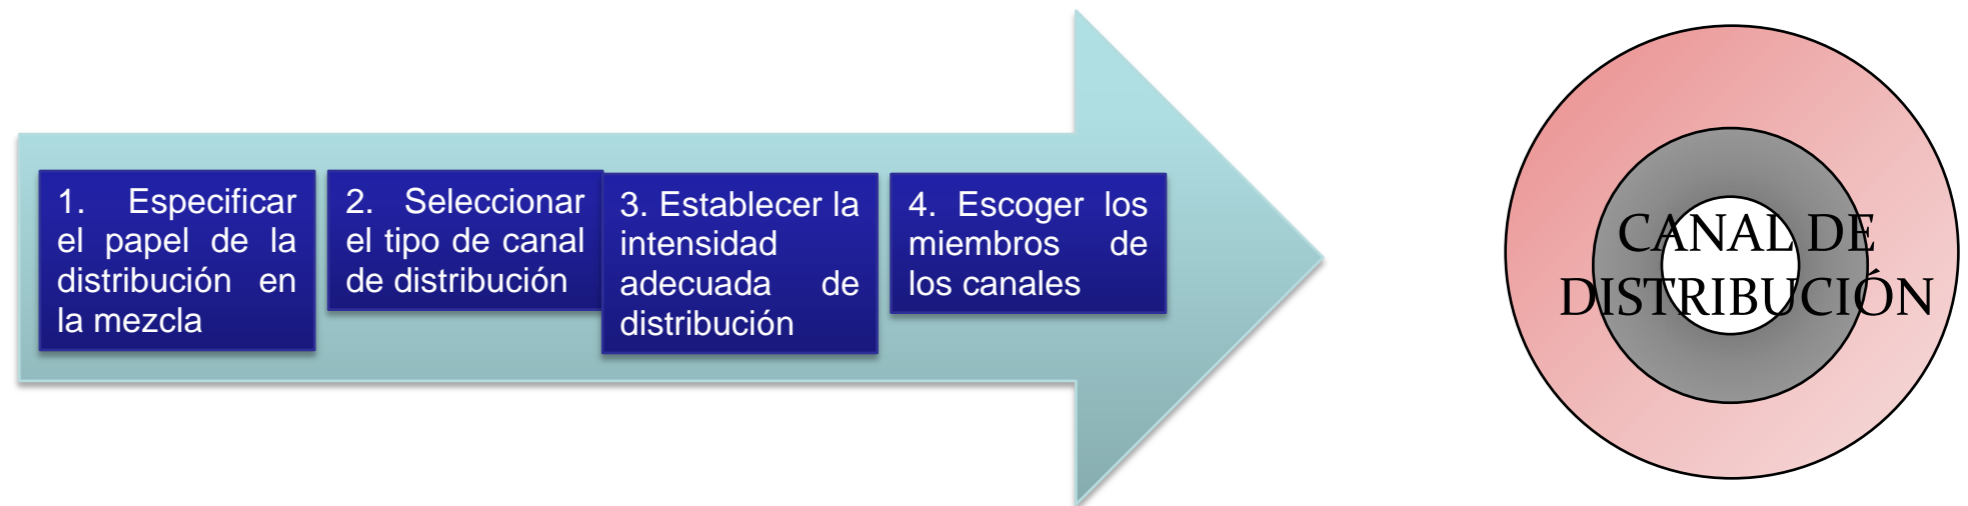 1. Especificar
el papel de la
distribución en
la mezcla
2. Seleccionar
el tipo de canal
de distribución
3. Establecer la
intensidad
adecuada de
distribución
4. Escoger los
miembros de
los canales
CANAL DE
DISTRIBUCIÓN